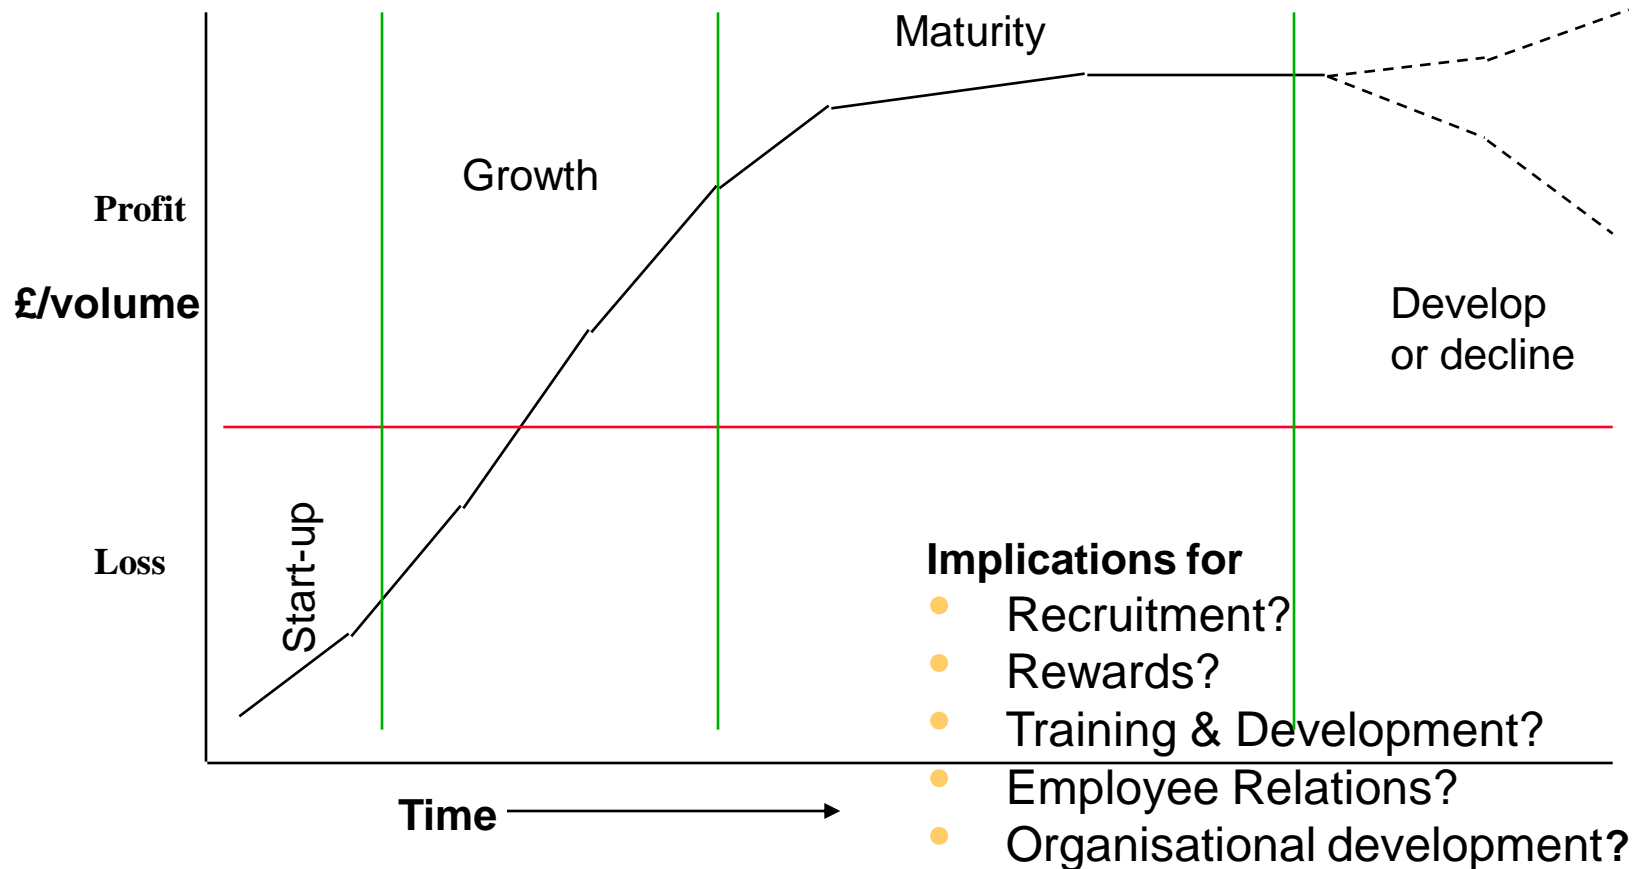 Maturity
Growth
Profit
£/volume
Develop
or decline
Start-up
Loss
Implications for
Recruitment?
Rewards?
Training & Development?
Employee Relations?
Organisational development?
Time